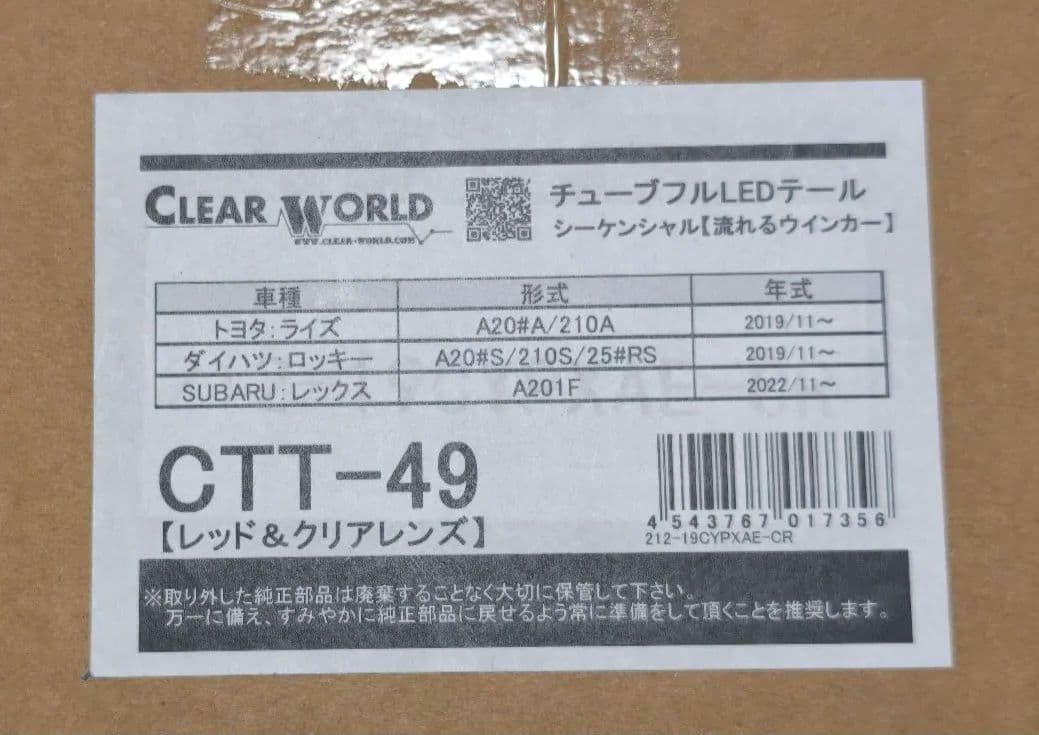 CLEAR WORLD
WWW.CLEAR-WORLD.COM
チューブフルLEDテール
シーケンシャル【流れるウインカー】
車種 形式 年式
トヨタ:ライズ A20#A/210A 2019/11～
ダイハツ:ロッキー A20#S/210S/25#RS 2019/11～
SUBARU:レックス A201F 2022/11～
CTT-49
【レッド&クリアレンズ】
4 543767 017356
212-19CYPXAE-CR
※取り外した純正部品は廃棄することなく大切に保管して下さい。
万一に備え、すみやかに純正部品に戻せるよう常に準備をして頂くことを推奨します。